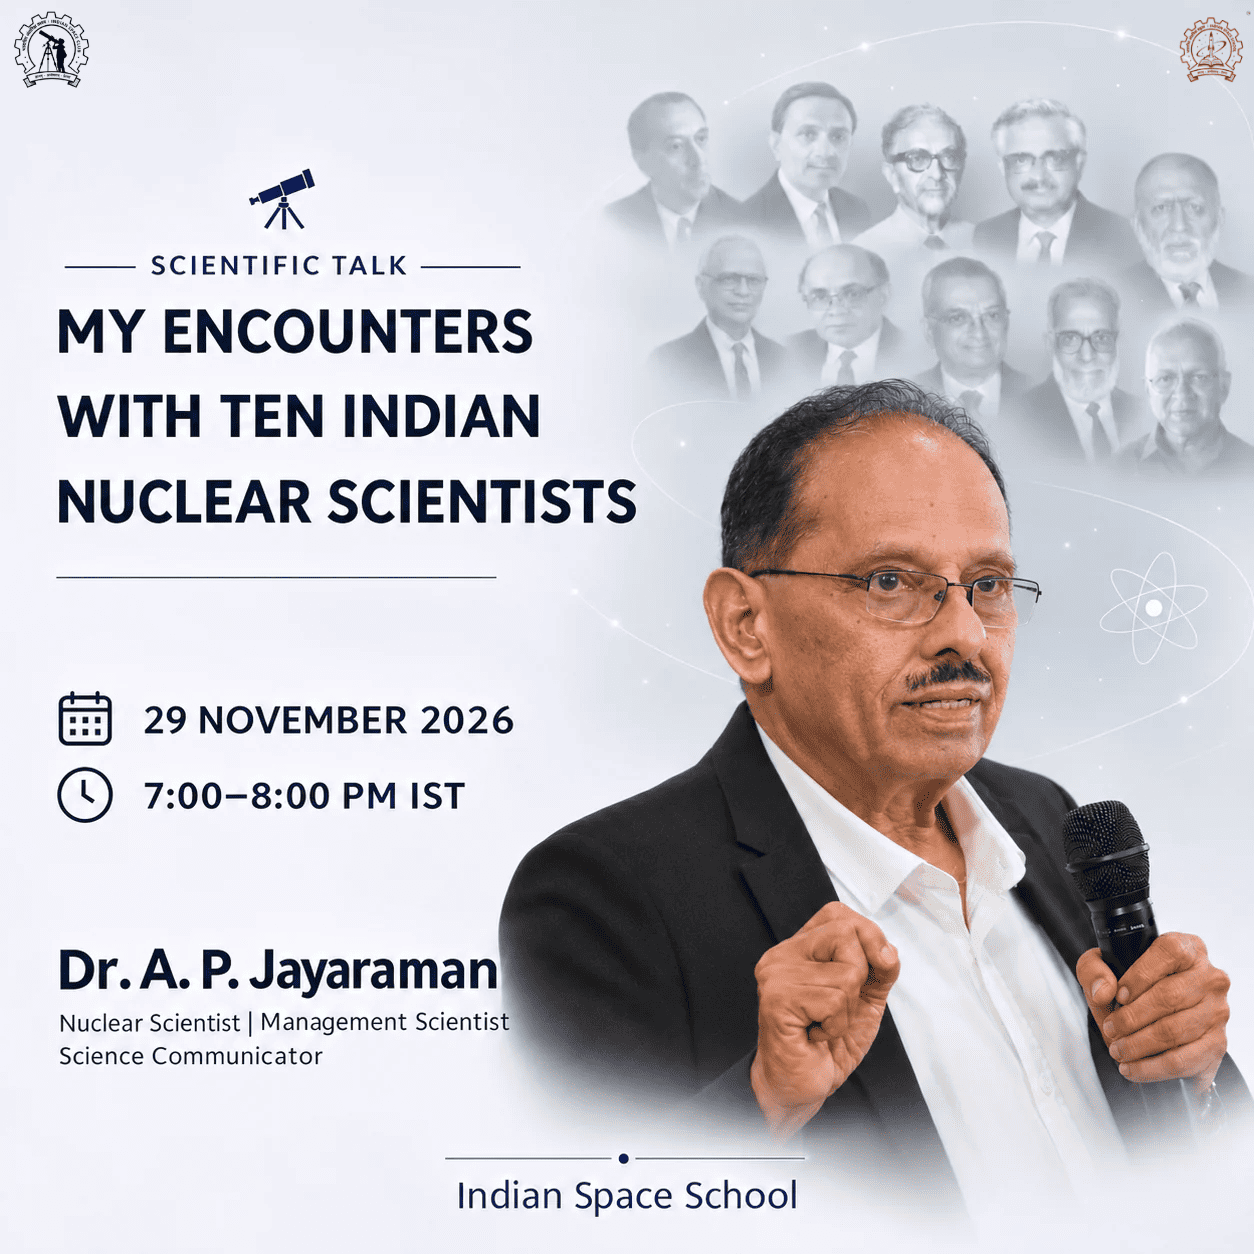 SCIENTIFIC TALK
MY ENCOUNTERS
WITH TEN INDIAN
NUCLEAR SCIENTISTS
29 NOVEMBER 2026
7:00–8:00 PM IST
Dr. A. P. Jayaraman
Nuclear Scientist | Management Scientist
Science Communicator
Indian Space School